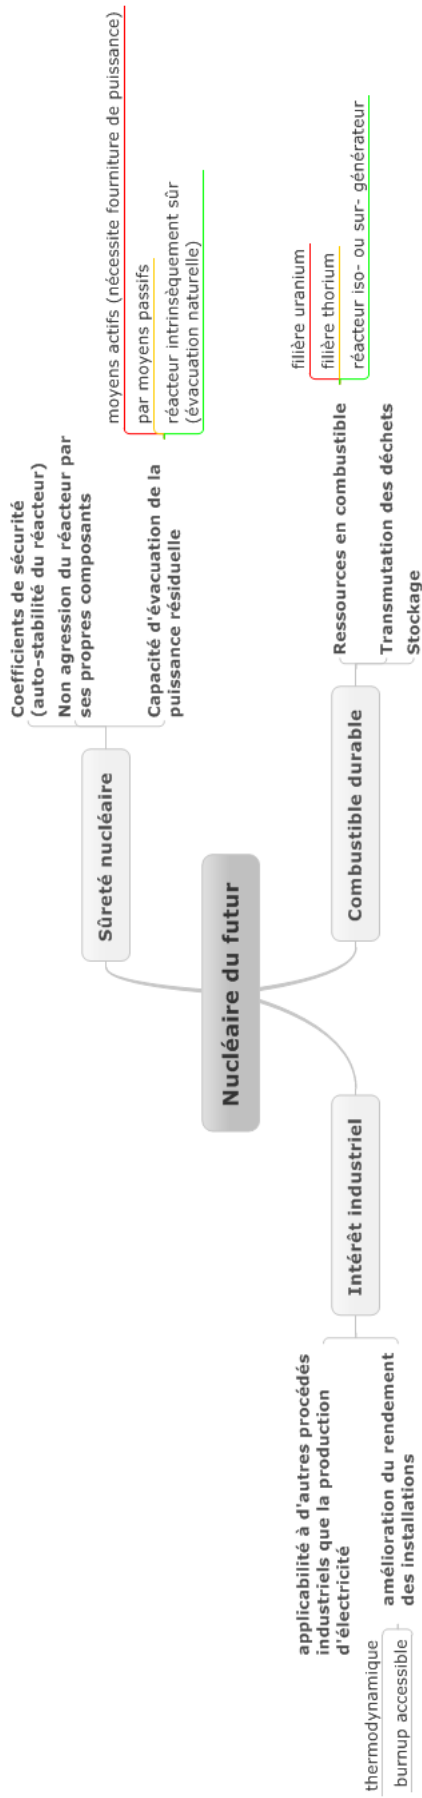 Nucléaire du futur
Sûreté nucléaire
Coefficients de sécurité
(auto-stabilité du réacteur)
Non agression du réacteur par
ses propres composants
Capacité d'évacuation de la
puissance résiduelle
moyens actifs (nécessite fourniture de puissance)
par moyens passifs
réacteur intrinsèquement sûr
(évacuation naturelle)
Combustible durable
Ressources en combustible
filière uranium
filière thorium
réacteur iso- ou sur- générateur
Transmutation des déchets
Stockage
Intérêt industriel
applicabilité à d'autres procédés
industriels que la production
d'électricité
amélioration du rendement
des installations
thermodynamique
burnup accessible